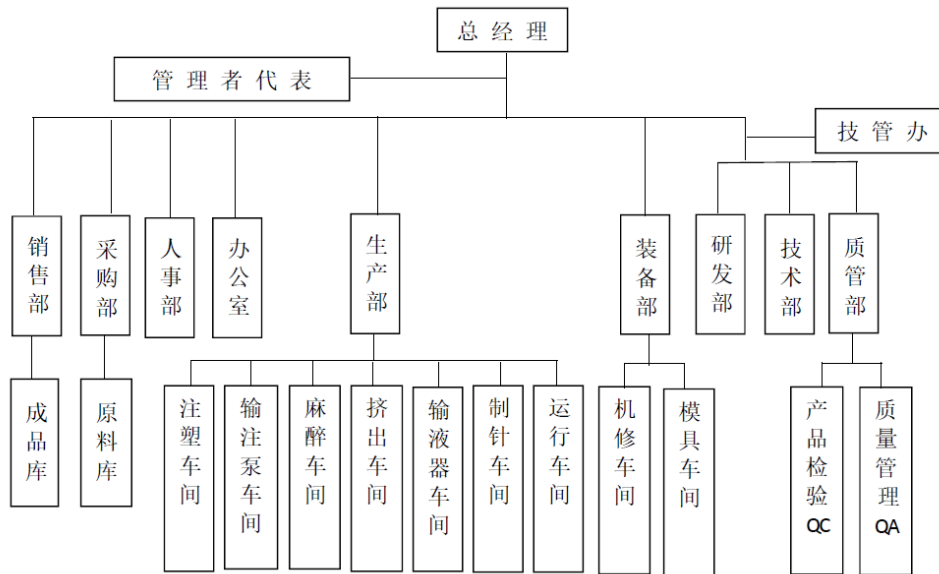 总经理
管理者代表
技管办
销售部
采购部
人事部
办公室
生产部
装备部
研发部
技术部
质管部
成品库
原料库
注塑车间
输注泵车间
麻醉车间
挤出车间
输液器车间
制针车间
运行车间
机修车间
模具车间
产品检验QC
质量管理QA